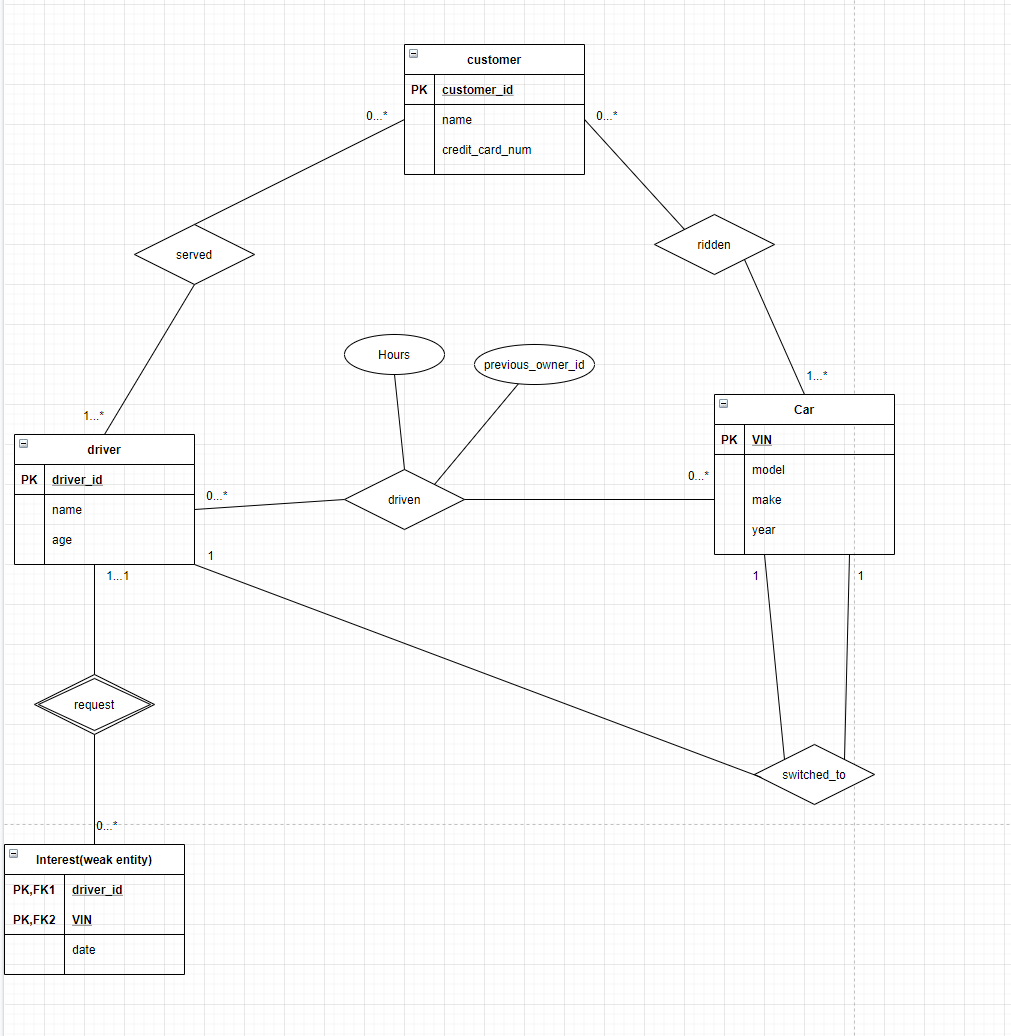 customer
PK customer_id
name
credit_card_num
0...*
0...*
served
ridden
Hours
previous_owner_id
1...*
1...*
Car
PK VIN
model
make
year
driver
PK driver_id
name
age
0...*
driven
0...*
1
1...1
1
1
request
switched_to
0...*
Interest(weak entity)
PK,FK1 driver_id
PK,FK2 VIN
date